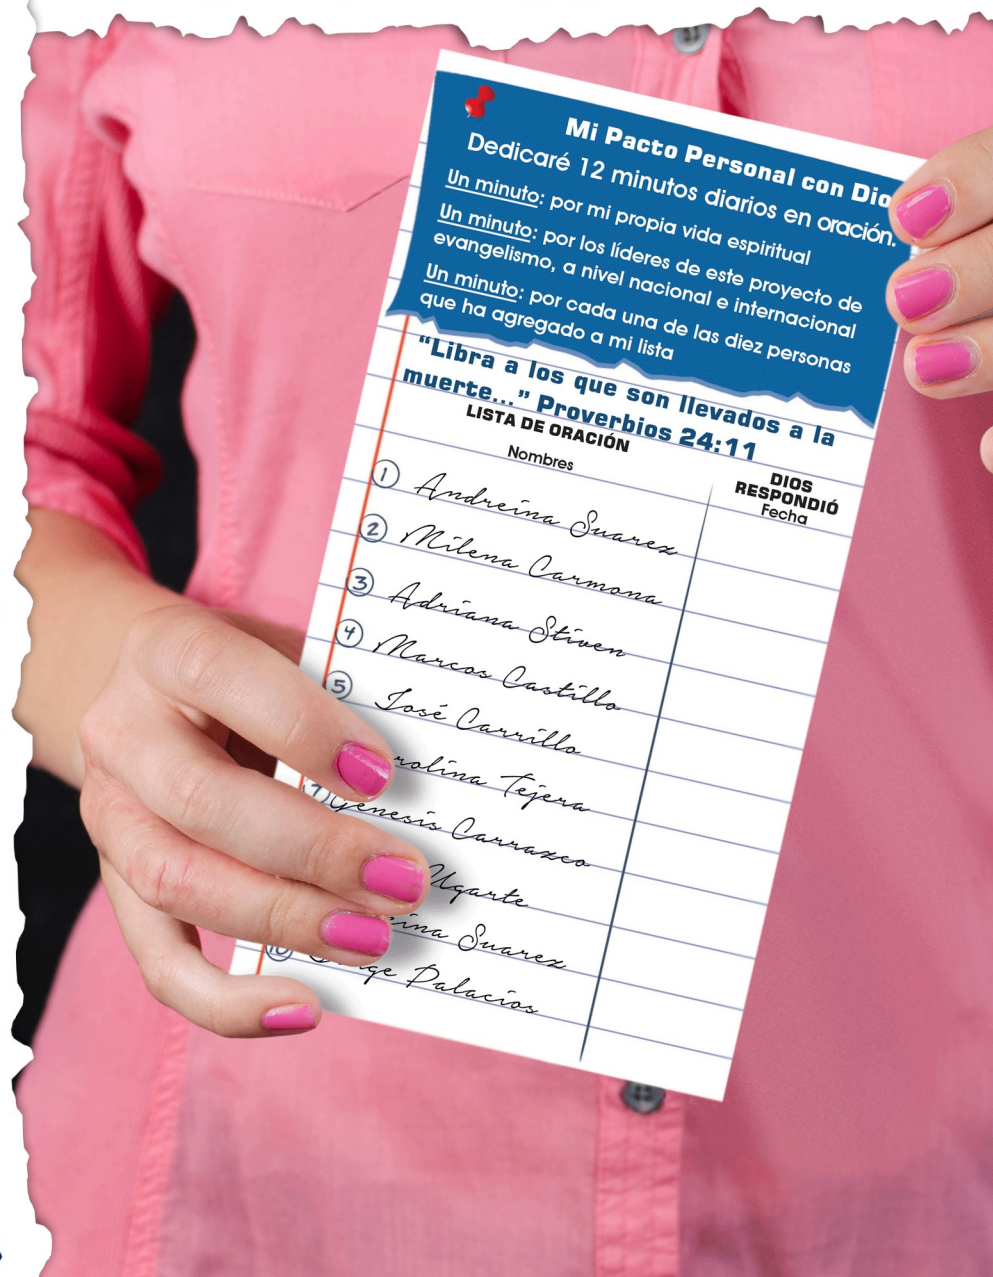 Mi Pacto Personal con Dio
Dedicaré 12 minutos diarios en oración.
Un minuto: por mi propia vida espiritual
Un minuto: por los líderes de este proyecto de
evangelismo, a nivel nacional e internacional
Un minuto: por cada una de las diez personas
que ha agregado a mi lista
"Libra a los que son llevados a la
muerte..." Proverbios 24:11
LISTA DE ORACIÓN
Nombres
DIOS
RESPONDIÓ
Fecha
1 Andreina Suarez
2 Milena Carmona
3 Adriana Stiven
4 Marcos Castillo
5 José Carrillo
rolina Tejera
7 Genesis Carrazco
Ugarte
ina Suarez
10 Palacios